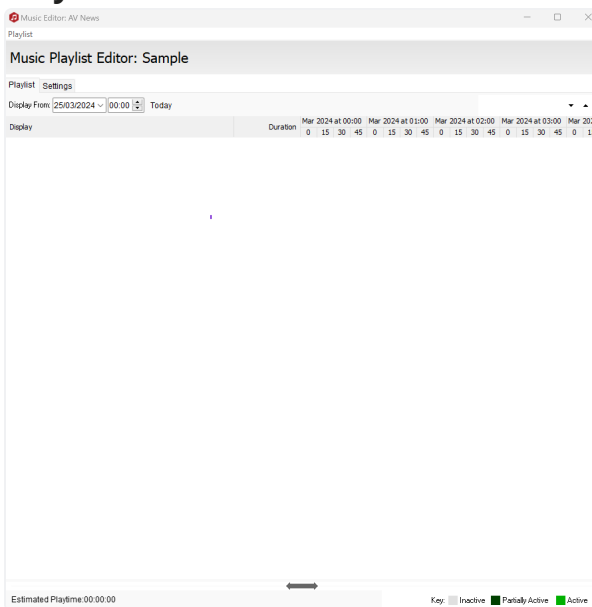 Music Editor: AV News
Playlist
Music Playlist Editor: Sample
Playlist Settings
Display From: 25/03/2024 00:00 Today
Display Duration Mar 2024 at 00:00 Mar 2024 at 01:00 Mar 2024 at 02:00 Mar 2024 at 03:00 Mar
0 15 30 45 0 15 30 45 0 15 30 45 0 15 30 45 0
Estimated Playtime:00:00:00 Key: Inactive Partially Active Active